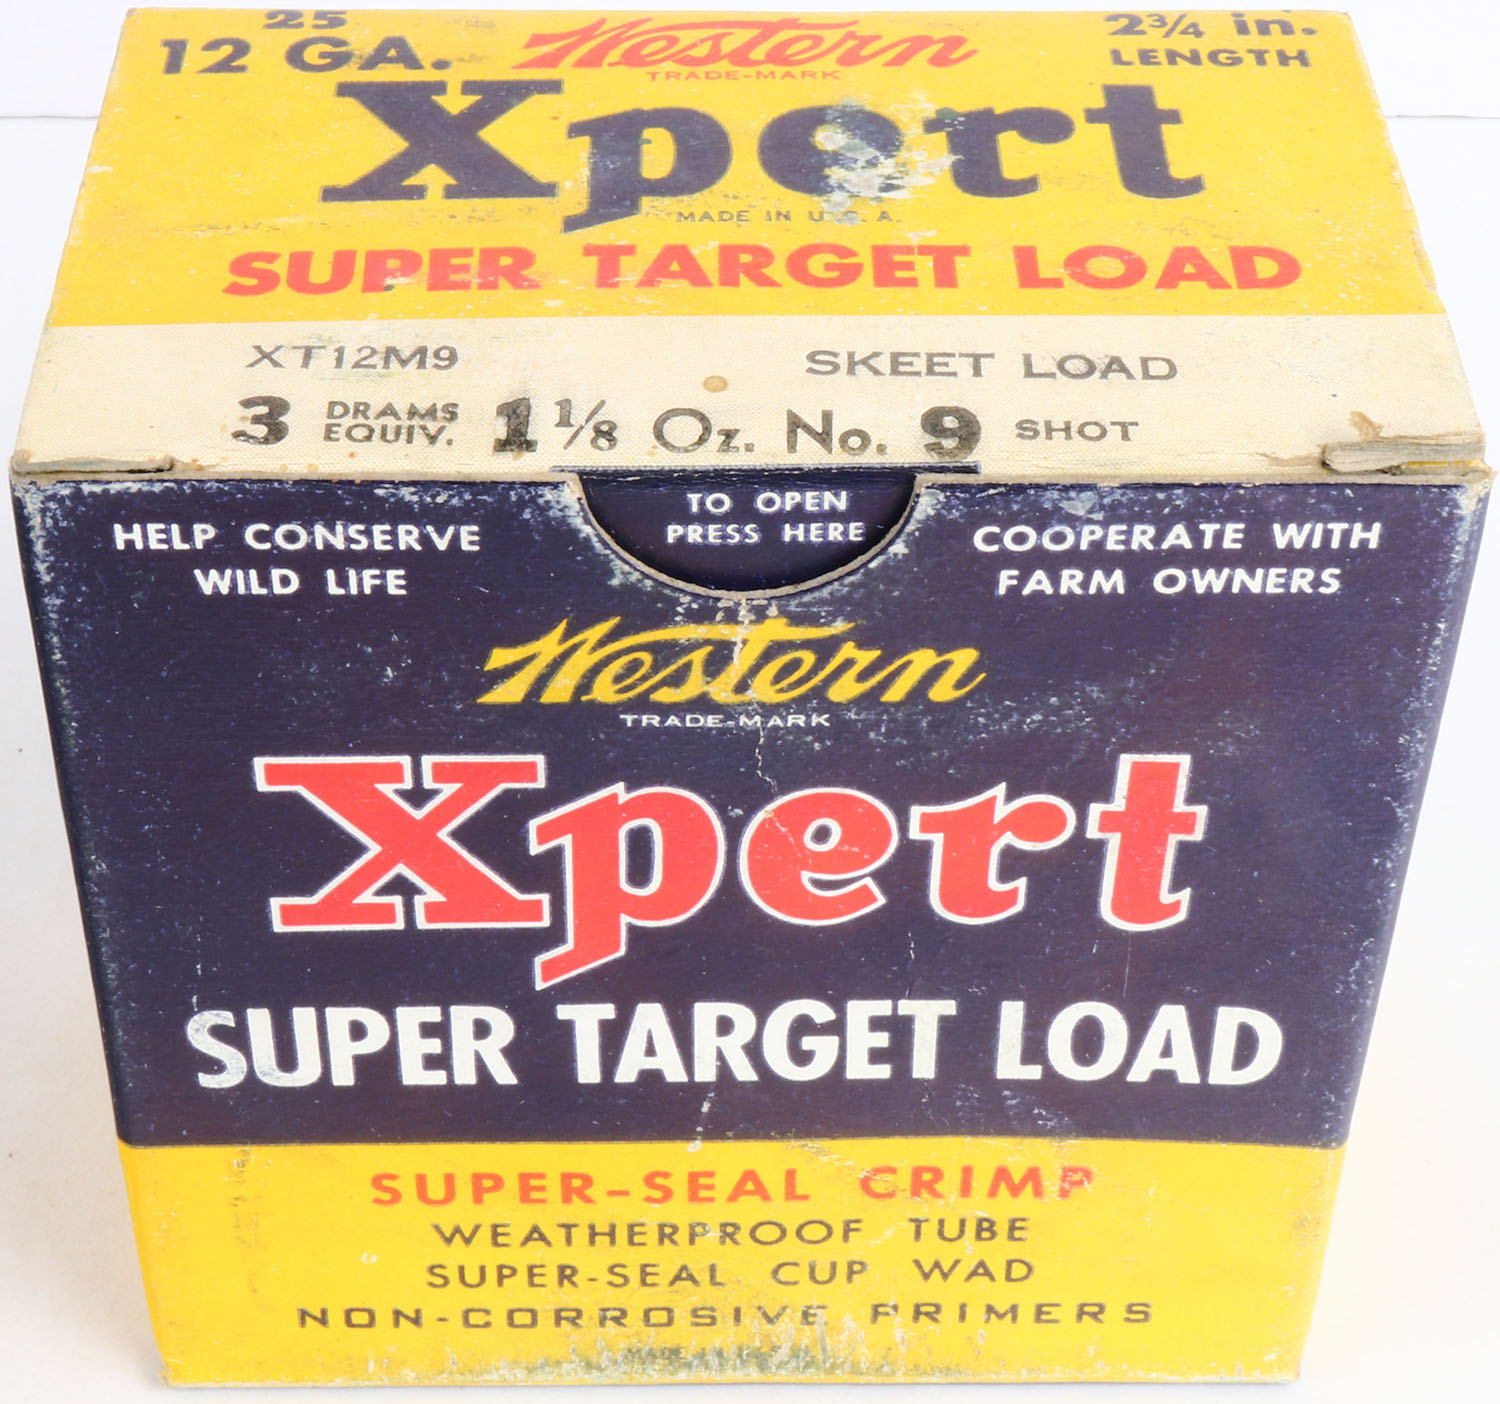 25
12 GA.
Western
2¾ in.
LENGTH
TRADE-MARK
Xpert
MADE IN U.S.A.
SUPER TARGET LOAD
XT12M9
SKEET LOAD
3 DRAMS EQUIV. 1 1/8 Oz. No. 9 SHOT
TO OPEN
PRESS HERE
HELP CONSERVE
WILD LIFE
COOPERATE WITH
FARM OWNERS
Western
TRADE-MARK
Xpert
SUPER TARGET LOAD
SUPER-SEAL CRIMP
WEATHERPROOF TUBE
SUPER-SEAL CUP WAD
NON-CORROSIVE PRIMERS